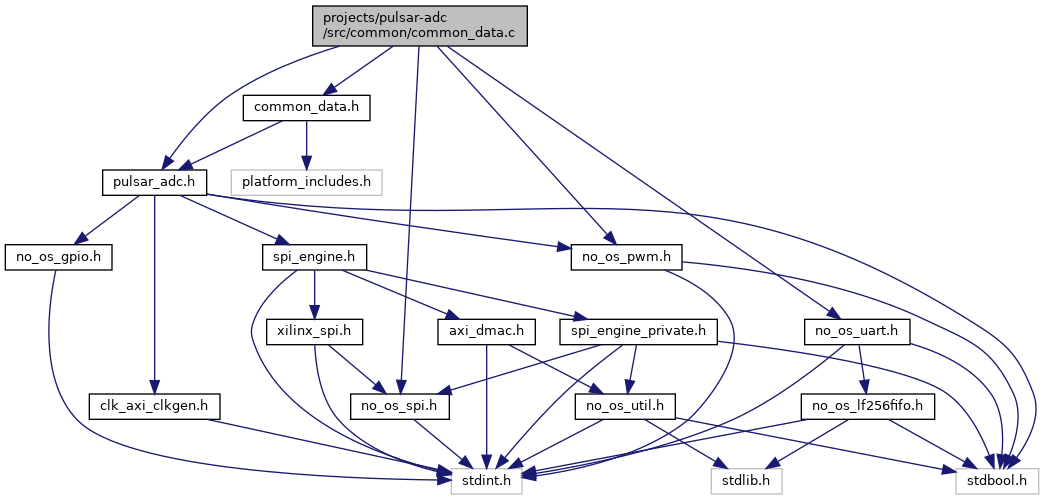 projects/pulsar-adc
/src/common/common_data.c
common_data.h
pulsar_adc.h
platform_includes.h
no_os_gpio.h
spi_engine.h
no_os_pwm.h
xilinx_spi.h
axi_dmac.h
spi_engine_private.h
no_os_uart.h
clk_axi_clkgen.h
no_os_spi.h
no_os_util.h
no_os_lf256fifo.h
stdint.h
stdlib.h
stdbool.h